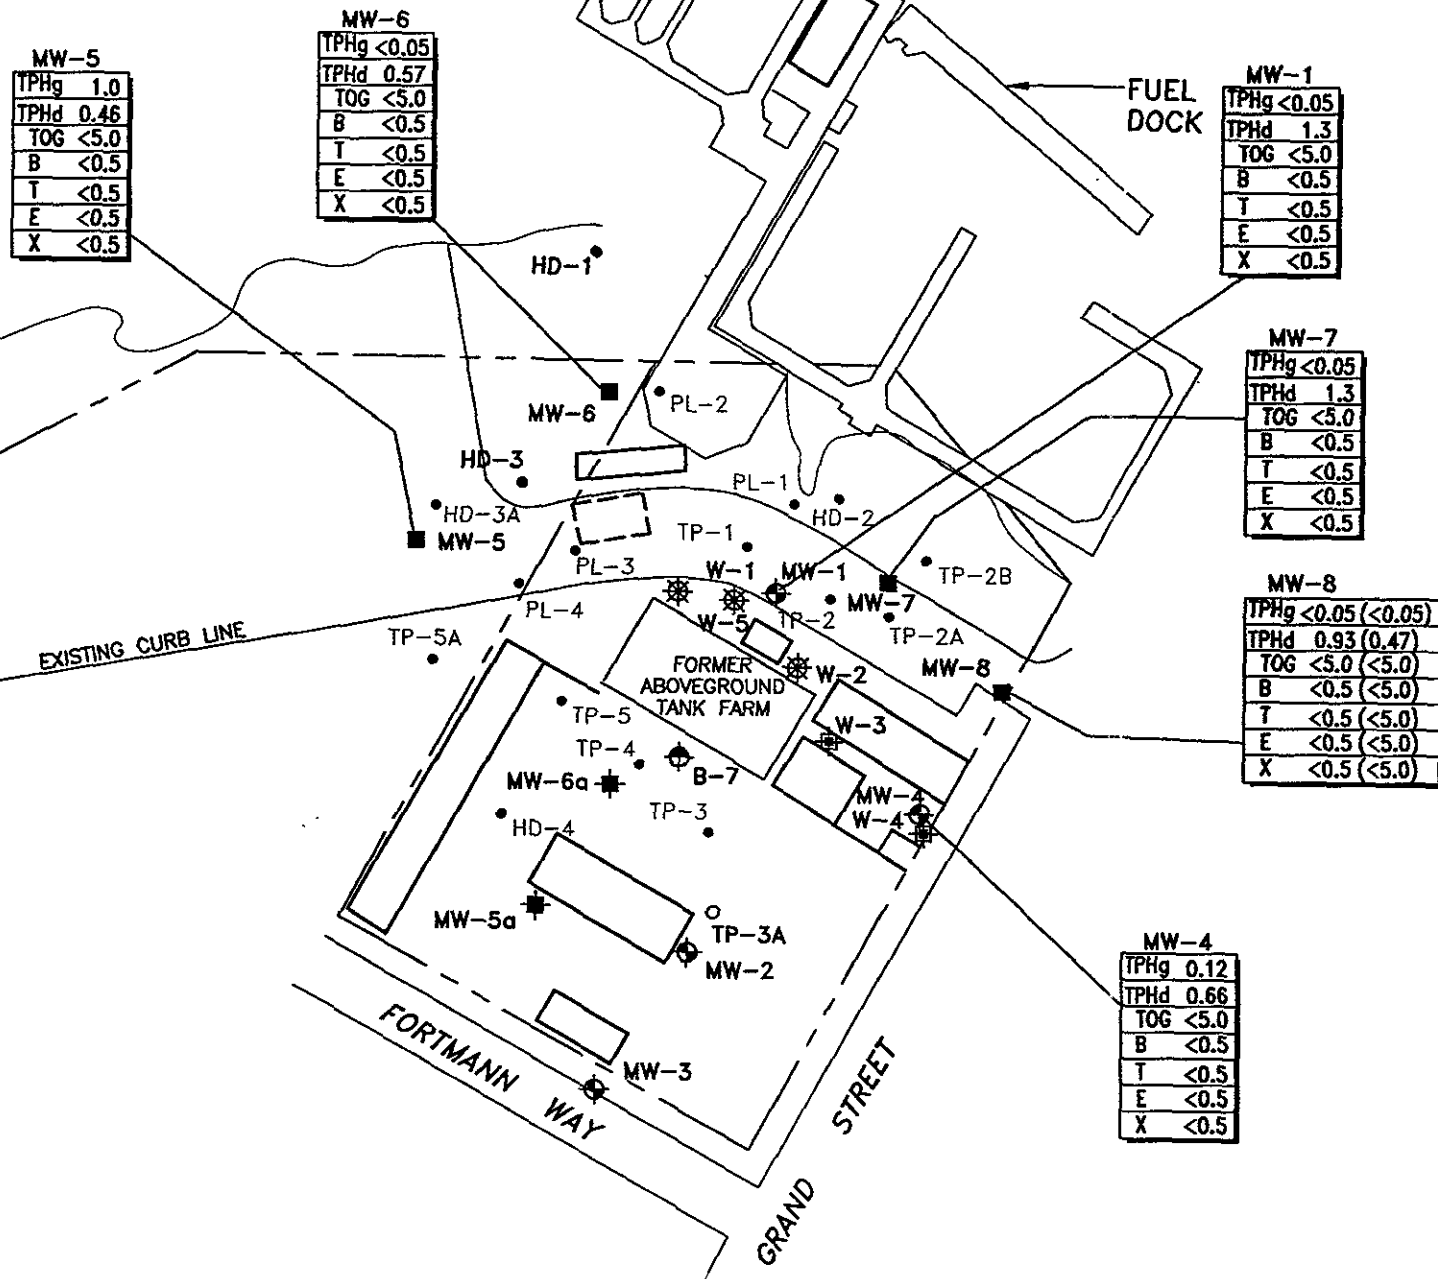 MW-5
TPHg 1.0
TPHd 0.46
TOG <5.0
B <0.5
T <0.5
E <0.5
X <0.5
MW-6
TPHg <0.05
TPHd 0.57
TOG <5.0
B <0.5
T <0.5
E <0.5
X <0.5
FUEL
DOCK
MW-1
TPHg <0.05
TPHd 1.3
TOG <5.0
B <0.5
T <0.5
E <0.5
X <0.5
MW-7
TPHg <0.05
TPHd 1.3
TOG <5.0
B <0.5
T <0.5
E <0.5
X <0.5
MW-8
TPHg <0.05 (<0.05)
TPHd 0.93 (0.47)
TOG <5.0 (<5.0)
B <0.5 (<5.0)
T <0.5 (<5.0)
E <0.5 (<5.0)
X <0.5 (<5.0)
MW-4
TPHg 0.12
TPHd 0.66
TOG <5.0
B <0.5
T <0.5
E <0.5
X <0.5
HD-1
MW-6
PL-2
HD-3
HD-3A
MW-5
PL-1
HD-2
TP-1
PL-3
PL-4
W-1
MW-1
TP-2B
MW-7
W-5
TP-2
TP-2A
EXISTING CURB LINE
TP-5A
FORMER
ABOVEGROUND
TANK FARM
W-2
MW-8
TP-5
W-3
TP-4
B-7
MW-6a
MW-4
W-4
TP-3
HD-4
MW-5a
TP-3A
MW-2
MW-3
FORTMANN WAY
GRAND STREET